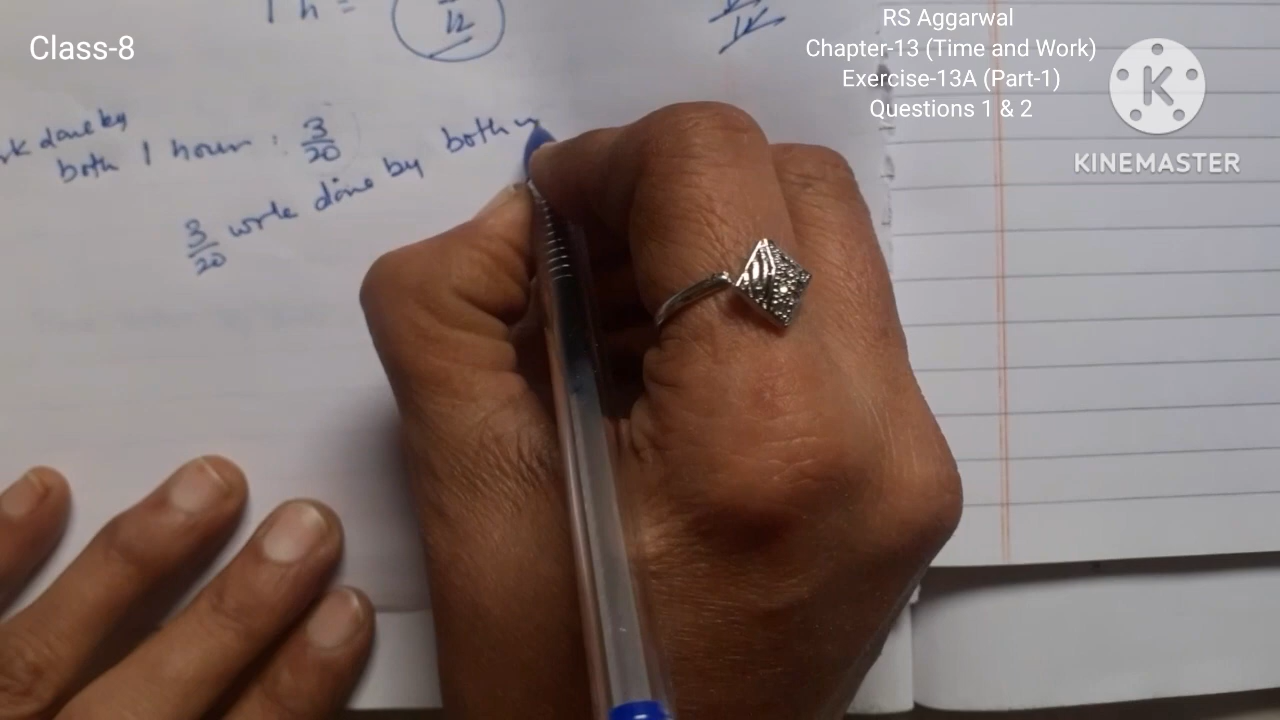 Class-8
RS Aggarwal
Chapter-13 (Time and Work)
Exercise-13A (Part-1)
Questions 1 & 2
KINEMASTER
1 h =
12
done by
both 1 hour : 3/20
3/20 work done by both